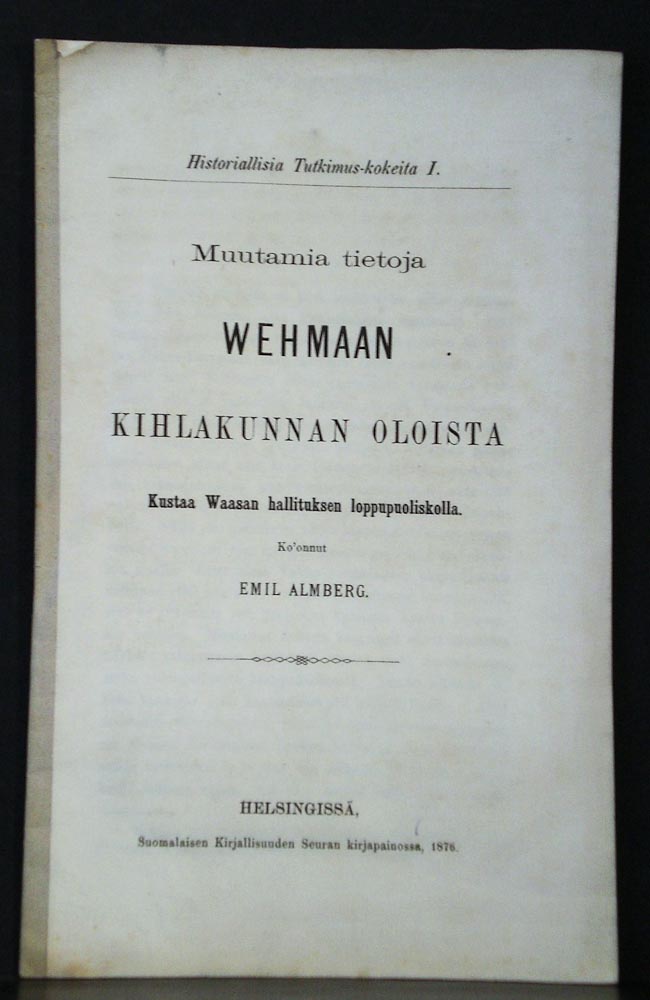 Historiallisia Tutkimus-kokeita I.
Muutamia tietoja
WEHMAAN
KIHLAKUNNAN OLOISTA
Kustaa Waasan hallituksen loppupuoliskolla.
Ko'onnut
EMIL ALMBERG.
HELSINGISSÄ,
Suomalaisen Kirjallisuuden Seuran kirjapainossa, 1876.